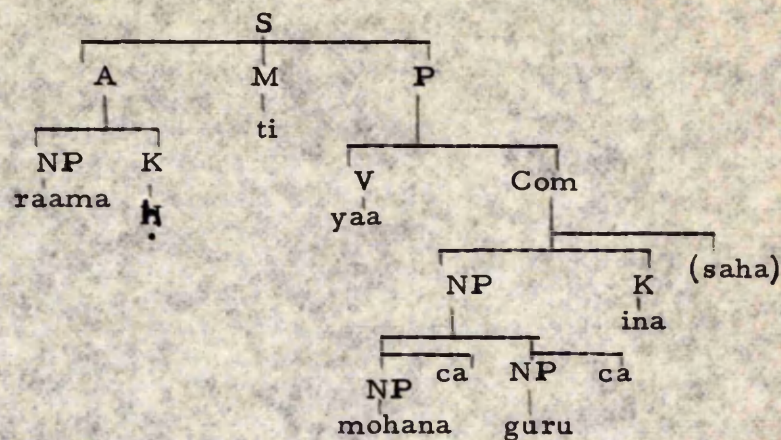 S
A M P
ti
NP K V Com
raama ḥ yaa
NP K (saha)
ina
NP ca NP ca
mohana guru